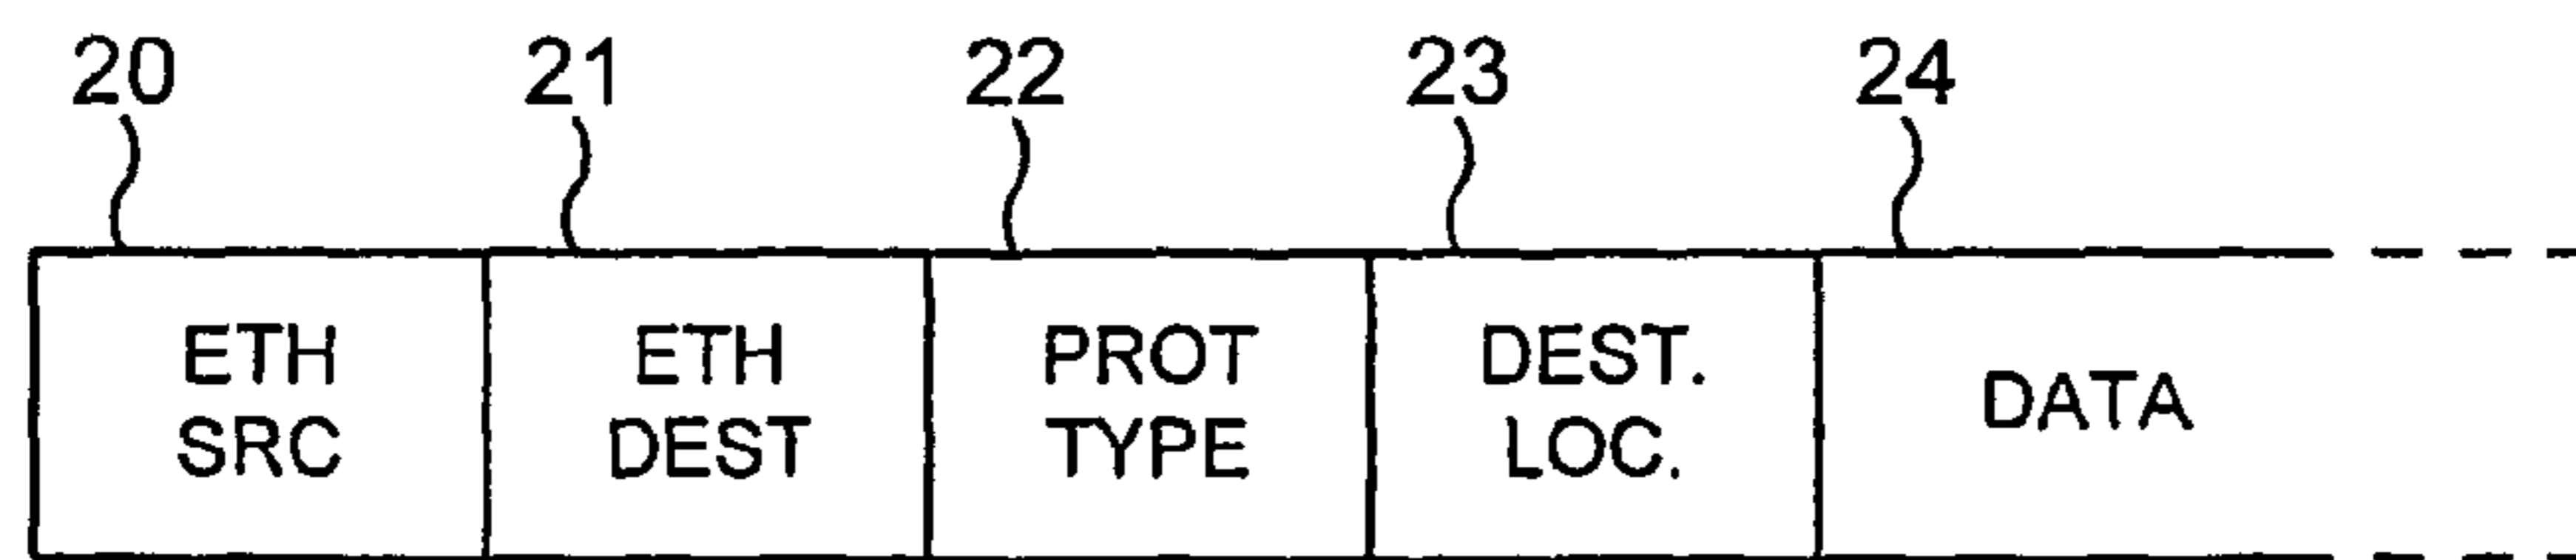 20 21 22 23 24
ETH SRC
ETH DEST
PROT TYPE
DEST. LOC.
DATA